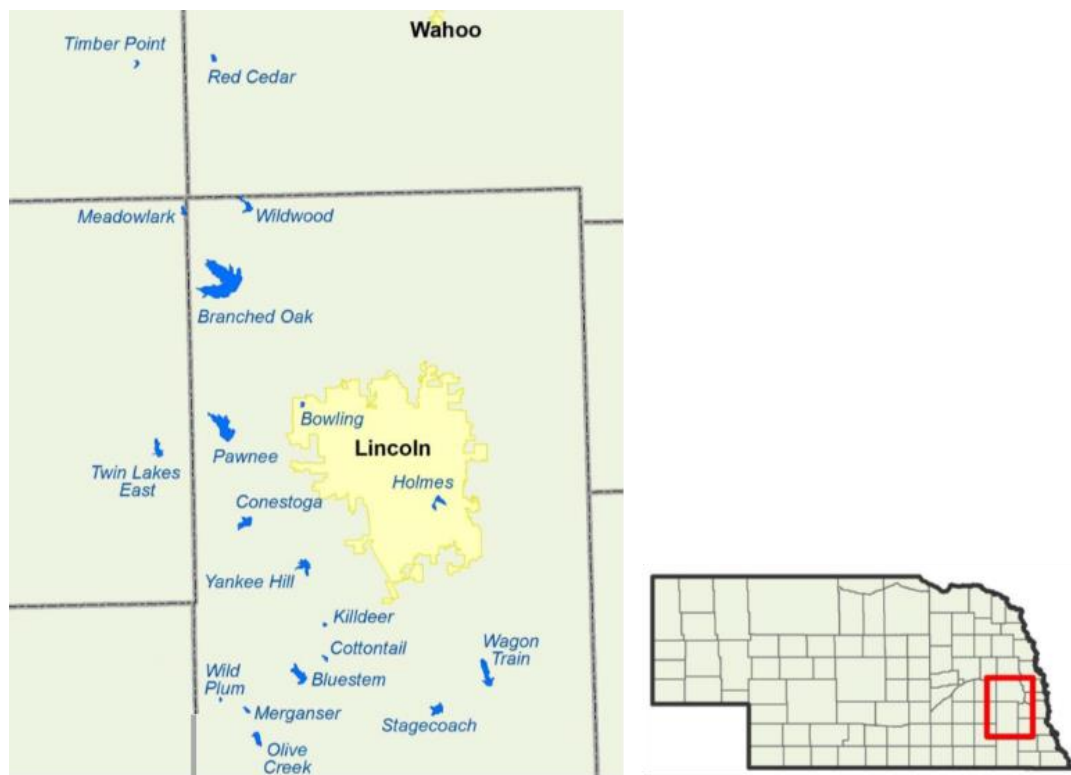 Wahoo
Timber Point
Red Cedar
Meadowlark
Wildwood
Branched Oak
Bowling
Lincoln
Pawnee
Twin Lakes
East
Holmes
Conestoga
Yankee Hill
Killdeer
Cottontail
Wagon
Train
Wild
Plum
Bluestem
Merganser
Stagecoach
Olive
Creek